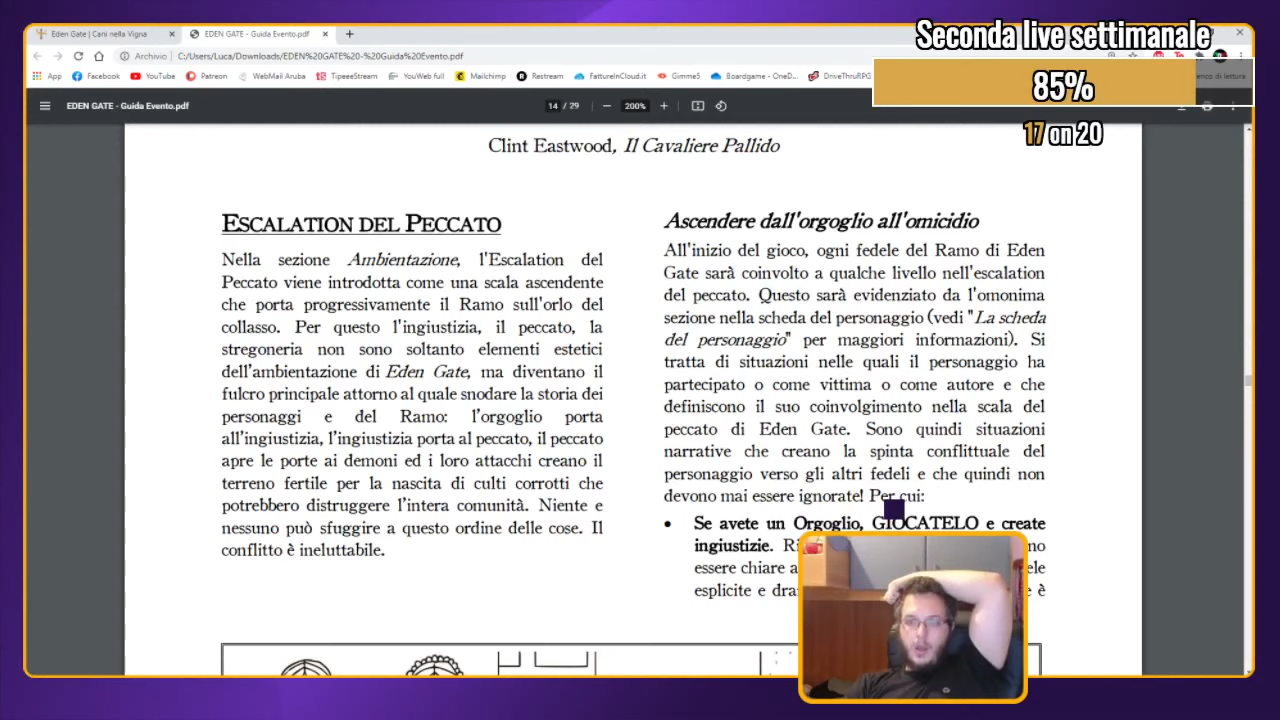 Eden Gate | Cani nella Vigna
EDEN GATE - Guida Evento.pdf
Seconda live settimanale
Archivio
C:/Users/Luca/Downloads/EDEN%20GATE%20-%20Guida%20Evento.pdf
App Facebook YouTube Patreon WebMail Aruba TipeeeStream YouWeb full Mailchimp Restream FattureInCloud.it Gimme5 Boardgame - OneD... DriveThruRPG
85%
EDEN GATE - Guida Evento.pdf
14 / 29
200%
17 on 20
Clint Eastwood, Il Cavaliere Pallido
ESCALATION DEL PECCATO
Nella sezione Ambientazione, l'Escalation del
Peccato viene introdotta come una scala ascendente
che porta progressivamente il Ramo sull'orlo del
collasso. Per questo l'ingiustizia, il peccato, la
stregoneria non sono soltanto elementi estetici
dell'ambientazione di Eden Gate, ma diventano il
fulcro principale attorno al quale snodare la storia dei
personaggi e del Ramo: l'orgoglio porta
all'ingiustizia, l'ingiustizia porta al peccato, il peccato
apre le porte ai demoni ed i loro attacchi creano il
terreno fertile per la nascita di culti corrotti che
potrebbero distruggere l'intera comunità. Niente e
nessuno può sfuggire a questo ordine delle cose. Il
conflitto è ineluttabile.
Ascendere dall'orgoglio all'omicidio
All'inizio del gioco, ogni fedele del Ramo di Eden
Gate sarà coinvolto a qualche livello nell'escalation
del peccato. Questo sarà evidenziato da l'omonima
sezione nella scheda del personaggio (vedi "La scheda
del personaggio" per maggiori informazioni). Si
tratta di situazioni nelle quali il personaggio ha
partecipato o come vittima o come autore e che
definiscono il suo coinvolgimento nella scala del
peccato di Eden Gate. Sono quindi situazioni
narrative che creano la spinta conflittuale del
personaggio verso gli altri fedeli e che quindi non
devono mai essere ignorate! Per cui:
• Se avete un Orgoglio, GIOCATELO e create
ingiustizie.
essere chiare
esplicite e è